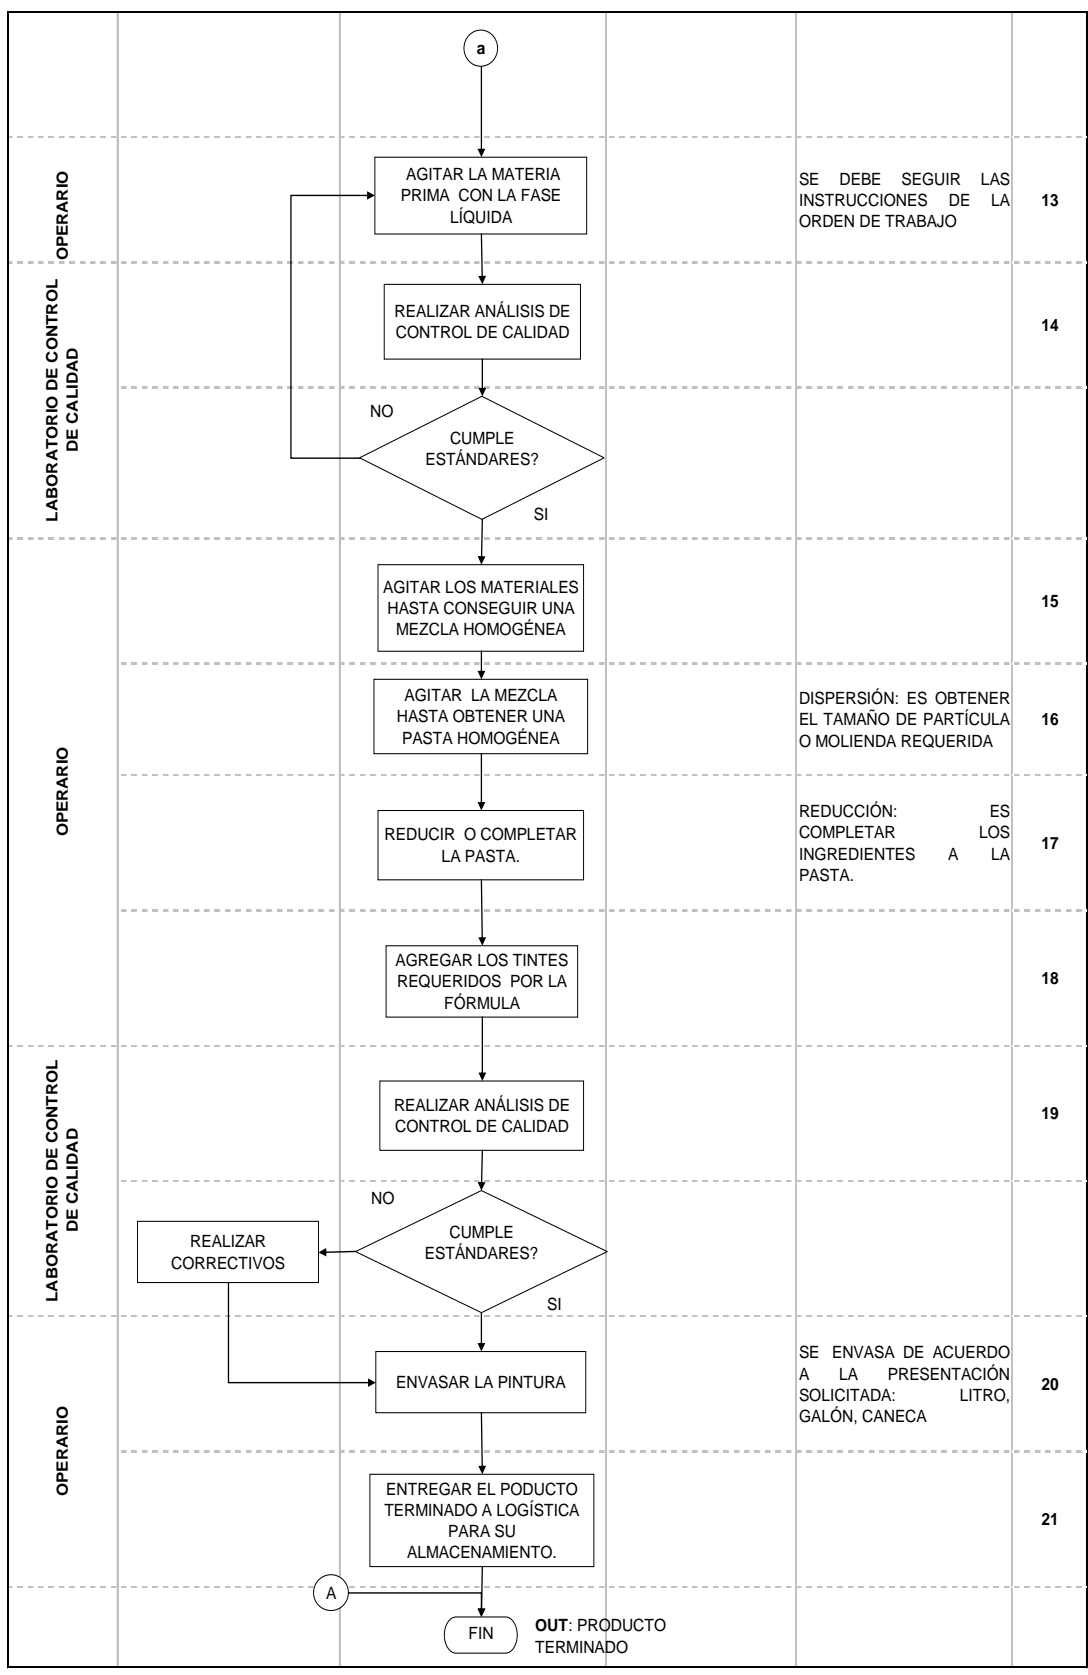 a
OPERARIO
AGITAR LA MATERIA
PRIMA CON LA FASE
LÍQUIDA
SE DEBE SEGUIR LAS
INSTRUCCIONES DE LA
ORDEN DE TRABAJO
13
LABORATORIO DE CONTROL
DE CALIDAD
REALIZAR ANÁLISIS DE
CONTROL DE CALIDAD
14
NO
CUMPLE
ESTÁNDARES?
SI
OPERARIO
AGITAR LOS MATERIALES
HASTA CONSEGUIR UNA
MEZCLA HOMOGÉNEA
15
AGITAR LA MEZCLA
HASTA OBTENER UNA
PASTA HOMOGÉNEA
DISPERSIÓN: ES OBTENER
EL TAMAÑO DE PARTÍCULA
O MOLIENDA REQUERIDA
16
REDUCIR O COMPLETAR
LA PASTA.
REDUCCIÓN: ES
COMPLETAR LOS
INGREDIENTES A LA
PASTA.
17
AGREGAR LOS TINTES
REQUERIDOS POR LA
FÓRMULA
18
LABORATORIO DE CONTROL
DE CALIDAD
REALIZAR ANÁLISIS DE
CONTROL DE CALIDAD
19
NO
CUMPLE
ESTÁNDARES?
SI
REALIZAR
CORRECTIVOS
OPERARIO
ENVASAR LA PINTURA
SE ENVASA DE ACUERDO
A LA PRESENTACIÓN
SOLICITADA: LITRO,
GALÓN, CANECA
20
ENTREGAR EL PODUCTO
TERMINADO A LOGÍSTICA
PARA SU
ALMACENAMIENTO.
21
A
FIN
OUT: PRODUCTO
TERMINADO